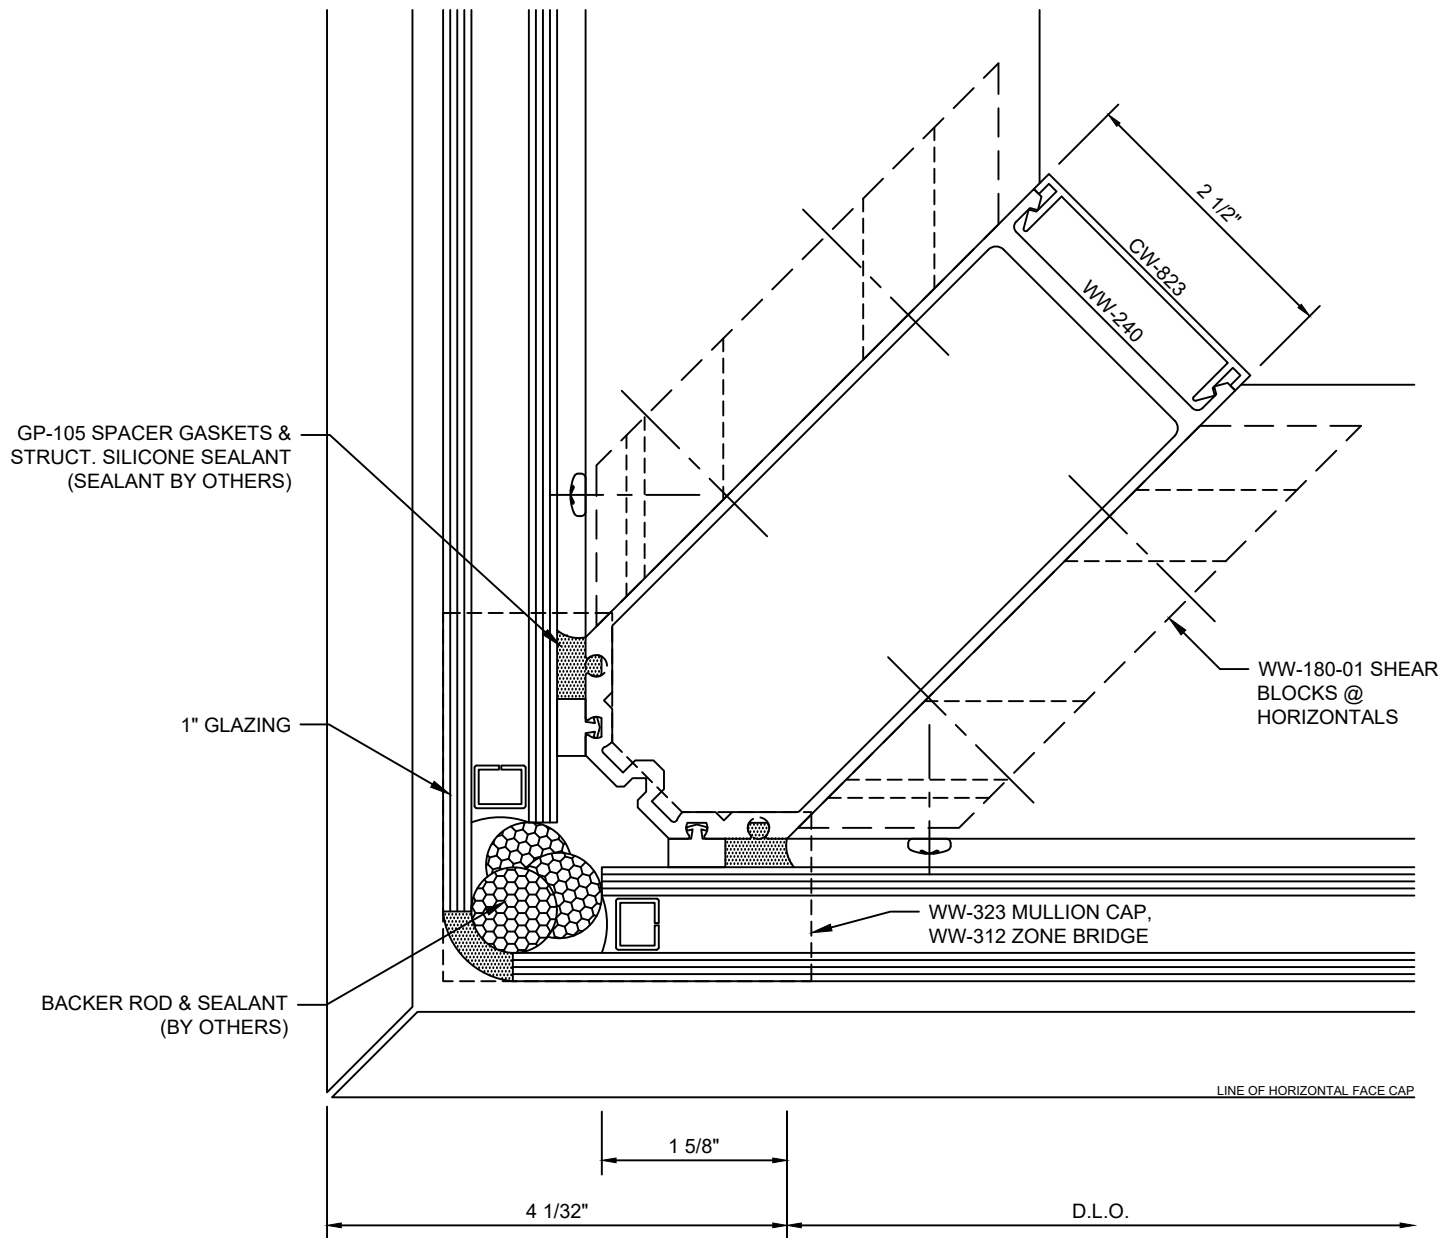 2 1/2"
CW-823
WW-240
GP-105 SPACER GASKETS &
STRUCT. SILICONE SEALANT
(SEALANT BY OTHERS)
WW-180-01 SHEAR
BLOCKS @
HORIZONTALS
1" GLAZING
WW-323 MULLION CAP,
WW-312 ZONE BRIDGE
BACKER ROD & SEALANT
(BY OTHERS)
LINE OF HORIZONTAL FACE CAP
1 5/8"
4 1/32"
D.L.O.